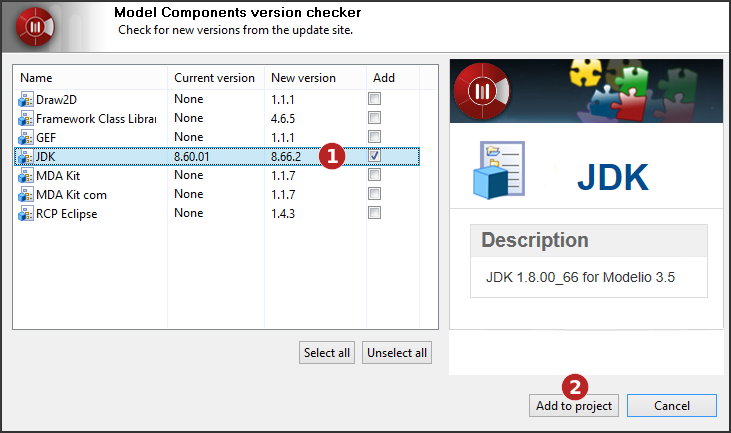 Model Components version checker
Check for new versions from the update site.
Name Current version New version Add
Draw2D None 1.1.1
Framework Class Librar None 4.6.5
GEF None 1.1.1
JDK 8.60.01 8.66.2 1
MDA Kit None 1.1.7
MDA Kit com None 1.1.7
RCP Eclipse None 1.4.3
JDK
Description
JDK 1.8.00_66 for Modelio 3.5
Select all Unselect all
2
Add to project Cancel